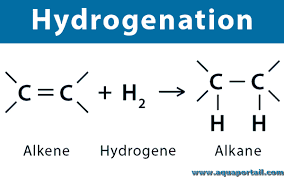 Hydrogenation
C = C + H2 → C – C
H H
Alkene Hydrogene Alkane
www.aquaportail.com